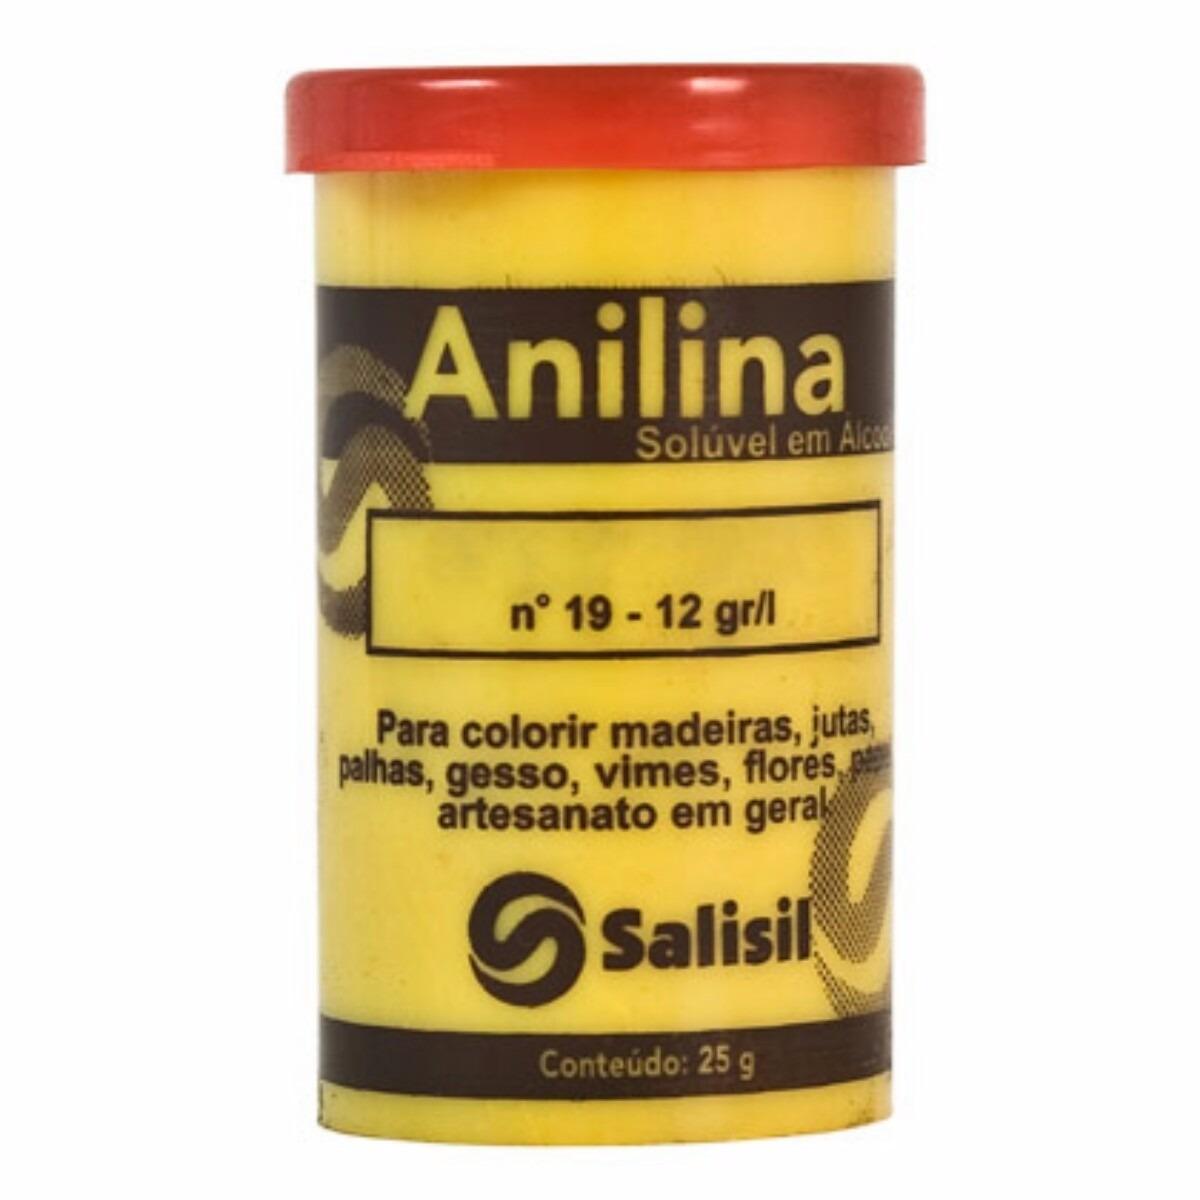 Anilina
Solúvel em Álcoo
n° 19 - 12 gr/l
Para colorir madeiras, jutas,
palhas, gesso, vimes, flores,
artesanato em geral
Salisil
Conteúdo: 25 g